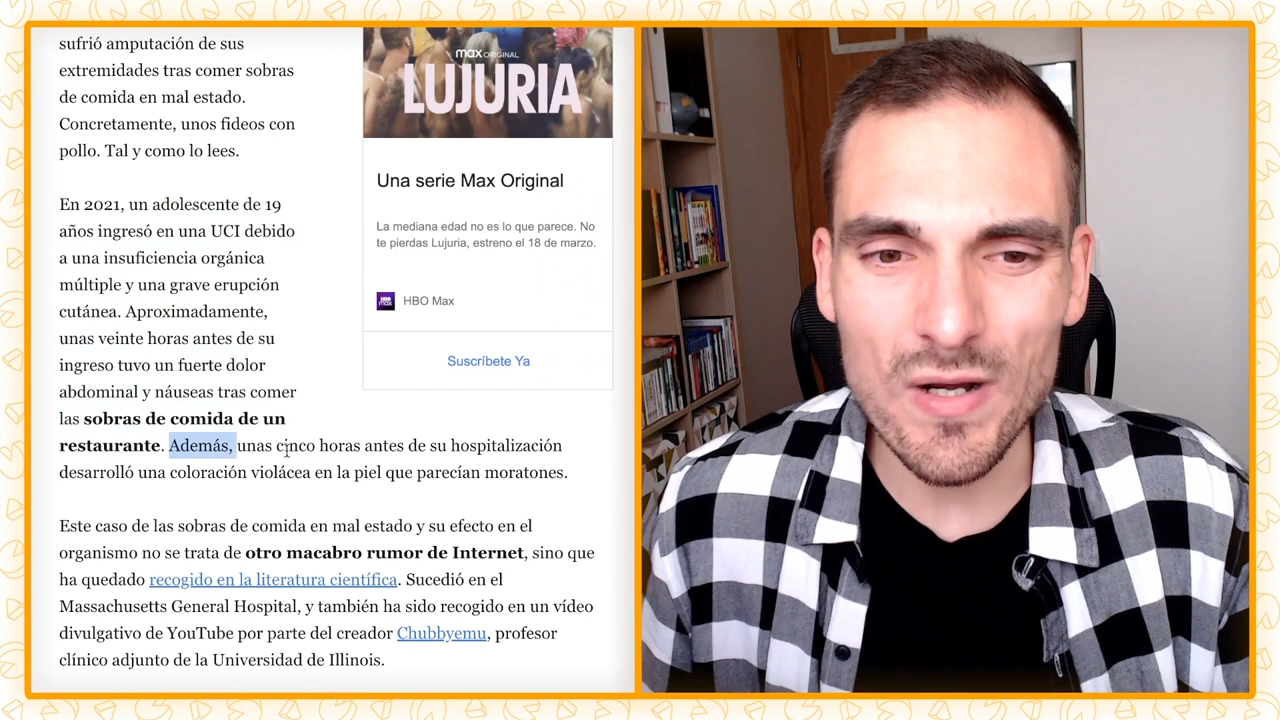 sufrió amputación de sus
extremidades tras comer sobras
de comida en mal estado.
Concretamente, unos fideos con
pollo. Tal y como lo lees.
En 2021, un adolescente de 19
años ingresó en una UCI debido
a una insuficiencia orgánica
múltiple y una grave erupción
cutánea. Aproximadamente,
unas veinte horas antes de su
ingreso tuvo un fuerte dolor
abdominal y náuseas tras comer
las sobras de comida de un
restaurante. Además, unas cinco horas antes de su hospitalización
desarrolló una coloración violácea en la piel que parecían moratones.
Este caso de las sobras de comida en mal estado y su efecto en el
organismo no se trata de otro macabro rumor de Internet, sino que
ha quedado recogido en la literatura científica. Sucedió en el
Massachusetts General Hospital, y también ha sido recogido en un vídeo
divulgativo de YouTube por parte del creador Chubbyemu, profesor
clínico adjunto de la Universidad de Illinois.
max ORIGINAL
LUJURIA
Una serie Max Original
La mediana edad no es lo que parece. No
te pierdas Lujuria, estreno el 18 de marzo.
HBO max
HBO Max
Suscríbete Ya